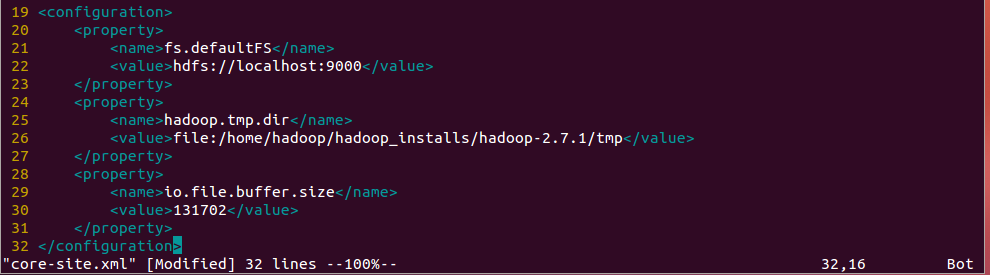 19 <configuration>
20     <property>
21         <name>fs.defaultFS</name>
22         <value>hdfs://localhost:9000</value>
23     </property>
24     <property>
25         <name>hadoop.tmp.dir</name>
26         <value>file:/home/hadoop/hadoop_installs/hadoop-2.7.1/tmp</value>
27     </property>
28     <property>
29         <name>io.file.buffer.size</name>
30         <value>131702</value>
31     </property>
32 </configuration>
"core-site.xml" [Modified] 32 lines --100%-- 32,16 Bot